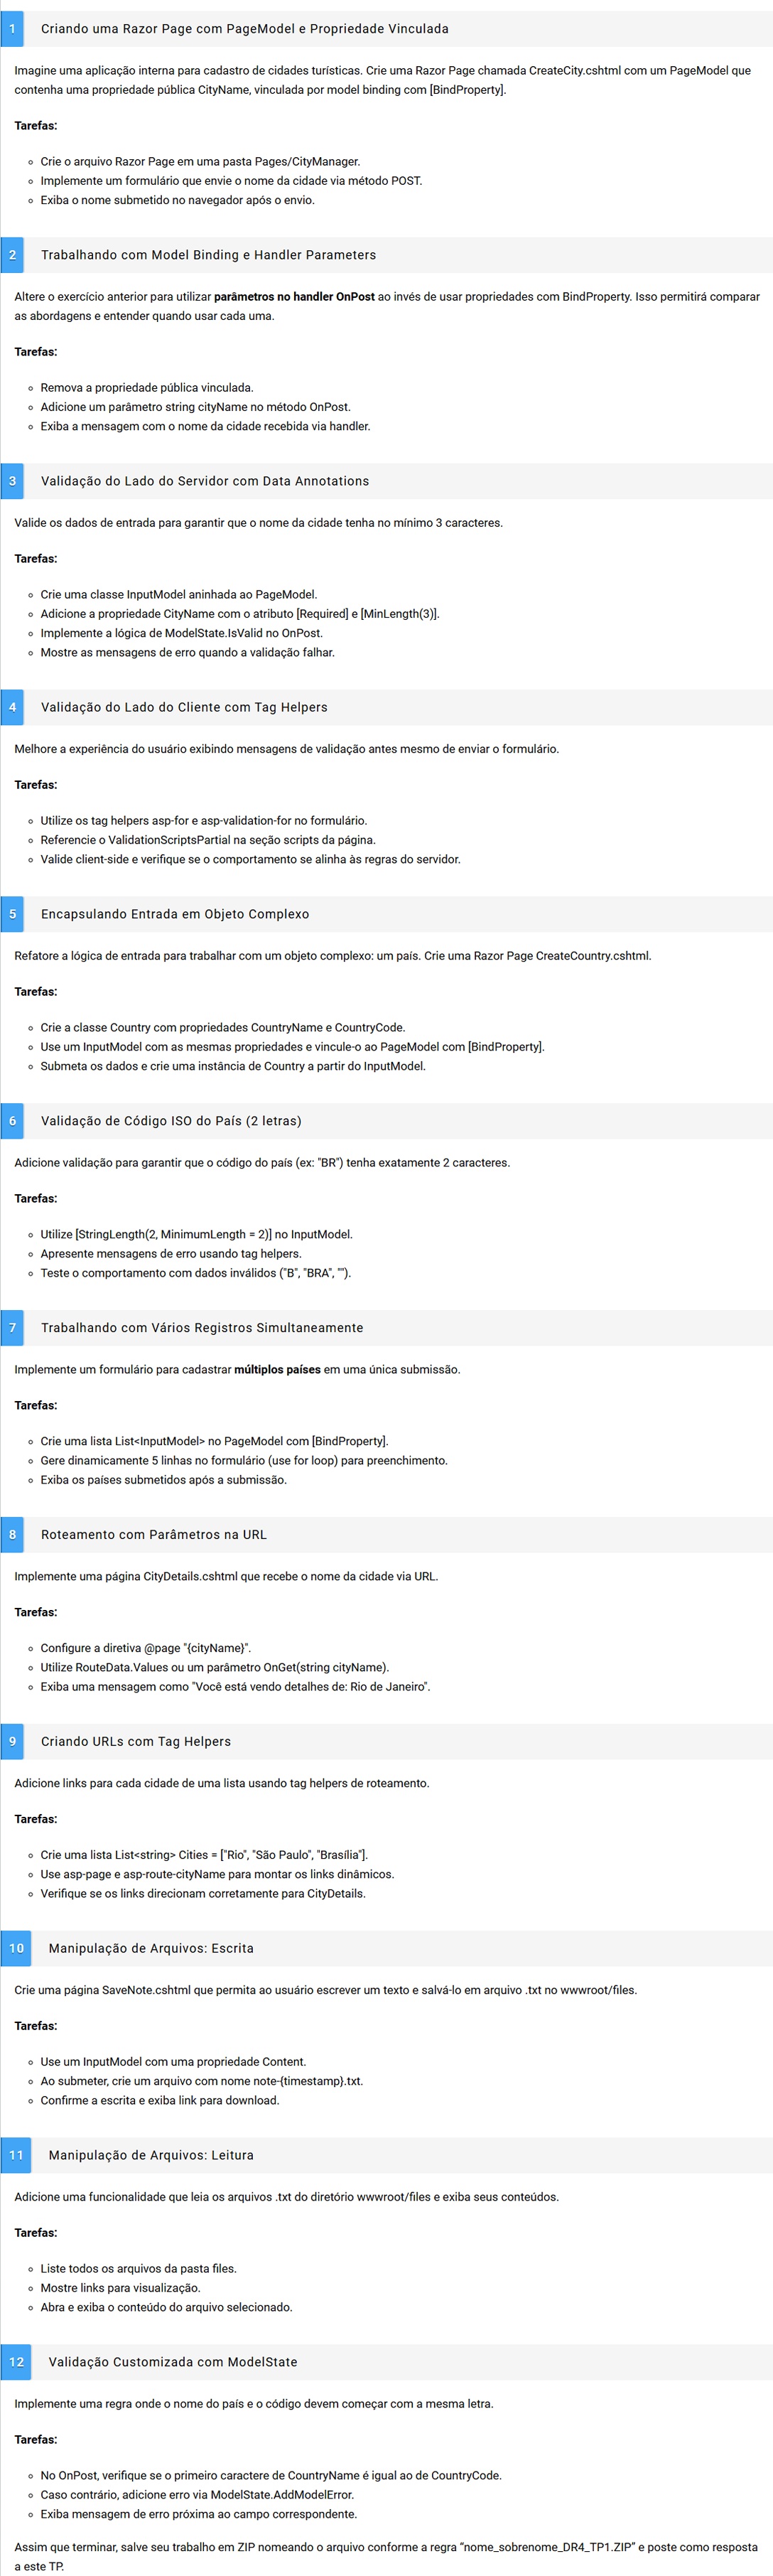 1 Criando uma Razor Page com PageModel e Propriedade Vinculada
Imagine uma aplicação interna para cadastro de cidades turísticas. Crie uma Razor Page chamada CreateCity.cshtml com um PageModel que
contenha uma propriedade pública CityName, vinculada por model binding com [BindProperty].
Tarefas:
Crie o arquivo Razor Page em uma pasta Pages/CityManager.
Implemente um formulário que envie o nome da cidade via método POST.
Exiba o nome submetido no navegador após o envio.
2 Trabalhando com Model Binding e Handler Parameters
Altere o exercício anterior para utilizar parâmetros no handler OnPost ao invés de usar propriedades com BindProperty. Isso permitirá comparar
as abordagens e entender quando usar cada uma.
Tarefas:
Remova a propriedade pública vinculada.
Adicione um parâmetro string cityName no método OnPost.
Exiba a mensagem com o nome da cidade recebida via handler.
3 Validação do Lado do Servidor com Data Annotations
Valide os dados de entrada para garantir que o nome da cidade tenha no mínimo 3 caracteres.
Tarefas:
Crie uma classe InputModel aninhada ao PageModel.
Adicione a propriedade CityName com o atributo [Required] e [MinLength(3)].
Implemente a lógica de ModelState.IsValid no OnPost.
Mostre as mensagens de erro quando a validação falhar.
4 Validação do Lado do Cliente com Tag Helpers
Melhore a experiência do usuário exibindo mensagens de validação antes mesmo de enviar o formulário.
Tarefas:
Utilize os tag helpers asp-for e asp-validation-for no formulário.
Referencie o ValidationScriptsPartial na seção scripts da página.
Valide client-side e verifique se o comportamento se alinha às regras do servidor.
5 Encapsulando Entrada em Objeto Complexo
Refatore a lógica de entrada para trabalhar com um objeto complexo: um país. Crie uma Razor Page CreateCountry.cshtml.
Tarefas:
Crie a classe Country com propriedades CountryName e CountryCode.
Use um InputModel com as mesmas propriedades e vincule-o ao PageModel com [BindProperty].
Submeta os dados e crie uma instância de Country a partir do InputModel.
6 Validação de Código ISO do País (2 letras)
Adicione validação para garantir que o código do país (ex: "BR") tenha exatamente 2 caracteres.
Tarefas:
Utilize [StringLength(2, MinimumLength = 2)] no InputModel.
Apresente mensagens de erro usando tag helpers.
Teste o comportamento com dados inválidos ("B", "BRA", "").
7 Trabalhando com Vários Registros Simultaneamente
Implemente um formulário para cadastrar múltiplos países em uma única submissão.
Tarefas:
Crie uma lista List<InputModel> no PageModel com [BindProperty].
Gere dinamicamente 5 linhas no formulário (use for loop) para preenchimento.
Exiba os países submetidos após a submissão.
8 Roteamento com Parâmetros na URL
Implemente uma página CityDetails.cshtml que recebe o nome da cidade via URL.
Tarefas:
Configure a diretiva @page "{cityName}".
Utilize RouteData.Values ou um parâmetro OnGet(string cityName).
Exiba uma mensagem como "Você está vendo detalhes de: Rio de Janeiro".
9 Criando URLs com Tag Helpers
Adicione links para cada cidade de uma lista usando tag helpers de roteamento.
Tarefas:
Crie uma lista List<string> Cities = ["Rio", "São Paulo", "Brasília"].
Use asp-page e asp-route-cityName para montar os links dinâmicos.
Verifique se os links direcionam corretamente para CityDetails.
10 Manipulação de Arquivos: Escrita
Crie uma página SaveNote.cshtml que permita ao usuário escrever um texto e salvá-lo em arquivo .txt no wwwroot/files.
Tarefas:
Use um InputModel com uma propriedade Content.
Ao submeter, crie um arquivo com nome note-{timestamp}.txt.
Confirme a escrita e exiba link para download.
11 Manipulação de Arquivos: Leitura
Adicione uma funcionalidade que leia os arquivos .txt do diretório wwwroot/files e exiba seus conteúdos.
Tarefas:
Liste todos os arquivos da pasta files.
Mostre links para visualização.
Abra e exiba o conteúdo do arquivo selecionado.
12 Validação Customizada com ModelState
Implemente uma regra onde o nome do país e o código devem começar com a mesma letra.
Tarefas:
No OnPost, verifique se o primeiro caractere de CountryName é igual ao de CountryCode.
Caso contrário, adicione erro via ModelState.AddModelError.
Exiba mensagem de erro próxima ao campo correspondente.
Assim que terminar, salve seu trabalho em ZIP nomeando o arquivo conforme a regra “nome_sobrenome_DR4_TP1.ZIP” e poste como resposta
a este TP.